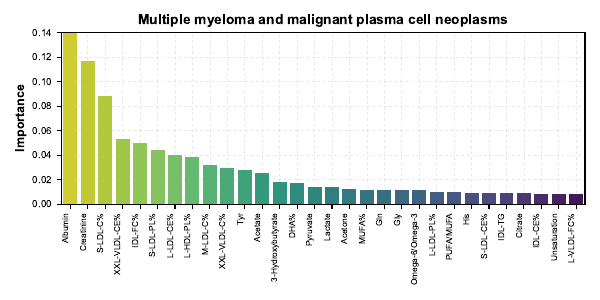 Multiple myeloma and malignant plasma cell neoplasms
Importance
0.14
0.12
0.10
0.08
0.06
0.04
0.02
0.00
Albumin
Creatinine
S-LDL-C%
XXL-VLDL-CE%
IDL-FC%
S-LDL-PL%
L-LDL-CE%
L-HDL-PL%
M-LDL-C%
XXL-VLDL-C%
Tyr
Acetate
3-Hydroxybutyrate
DHA%
Pyruvate
Lactate
Acetone
MUFA%
Gln
Gly
Omega-6/Omega-3
L-LDL-PL%
PUFA/MUFA
His
S-LDL-CE%
IDL-TG
Citrate
IDL-CE%
Unsaturation
L-VLDL-FC%